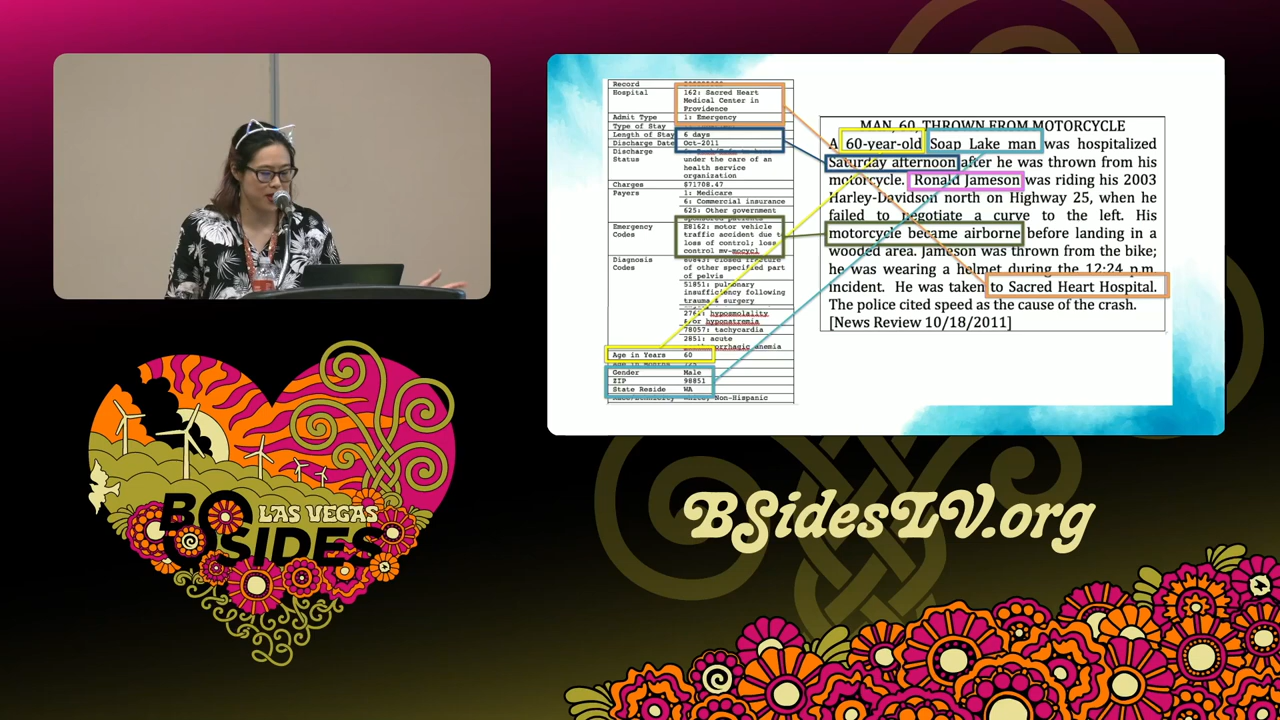 Record
Hospital
162: Sacred Heart
Medical Center in
Providence
Admit Type
1: Emergency
Type of Stay
Length of Stay
6 days
Discharge Date
Oct-2011
Discharge
Status
under the care of an
health service
organization
Charges
$71708.47
Payers
1: Medicare
6: Commercial insurance
625: Other government
sponsored patients
Emergency
Codes
E8162: motor vehicle
traffic accident due to
loss of control; loss
control mv-mocycl
Diagnosis
Codes
80843: closed fracture
of other specified part
of pelvis
51851: pulmonary
insufficiency following
trauma & surgery
2761: hyposmolality
&/or hyponatremia
78057: tachycardia
2851: acute
anemia
Age in Years
60
Gender
Male
ZIP
98851
State Reside
WA
Non-Hispanic
MAN, 60, THROWN FROM MOTORCYCLE
A 60-year-old Soap Lake man was hospitalized
Saturday afternoon after he was thrown from his
motorcycle. Ronald Jameson was riding his 2003
Harley-Davidson north on Highway 25, when he
failed to negotiate a curve to the left. His
motorcycle became airborne before landing in a
wooded area. Jameson was thrown from the bike;
he was wearing a helmet during the 12:24 p.m.
incident. He was taken to Sacred Heart Hospital.
The police cited speed as the cause of the crash.
[News Review 10/18/2011]
LAS VEGAS
BSIDES
BSidesLV.org